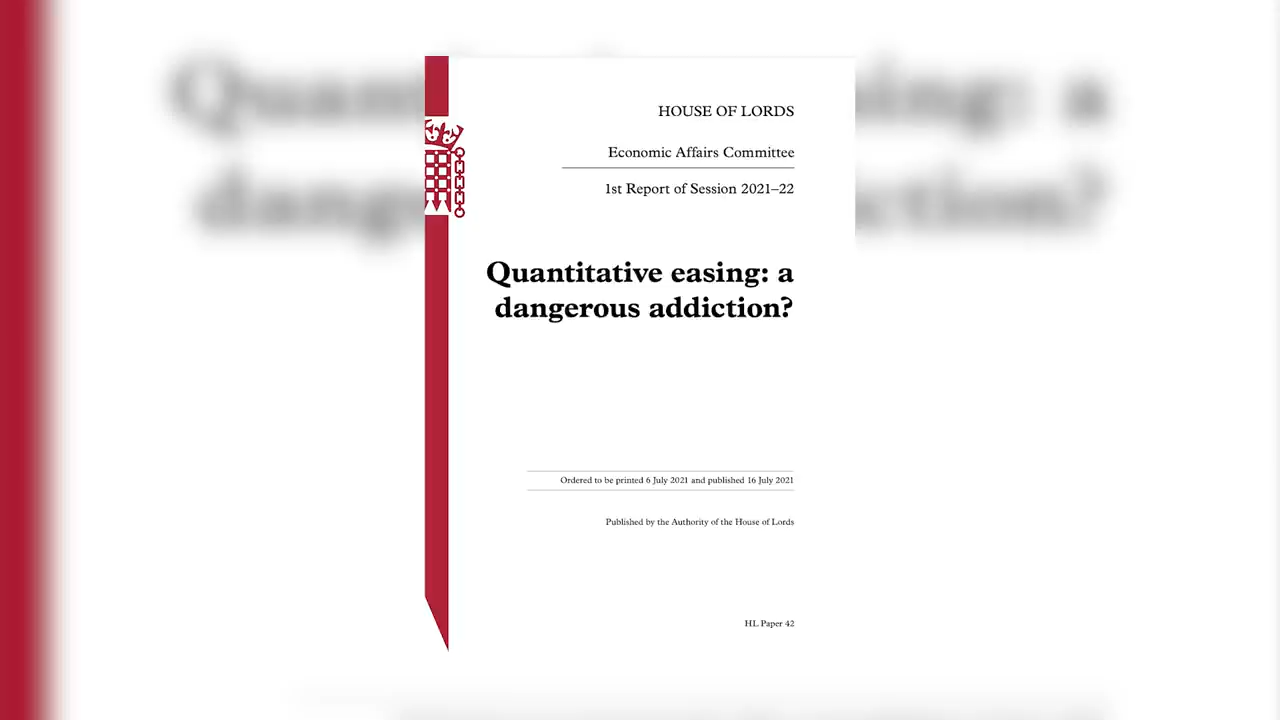 HOUSE OF LORDS
Economic Affairs Committee
1st Report of Session 2021–22
Quantitative easing: a
dangerous addiction?
Ordered to be printed 6 July 2021 and published 16 July 2021
Published by the Authority of the House of Lords
HL Paper 42